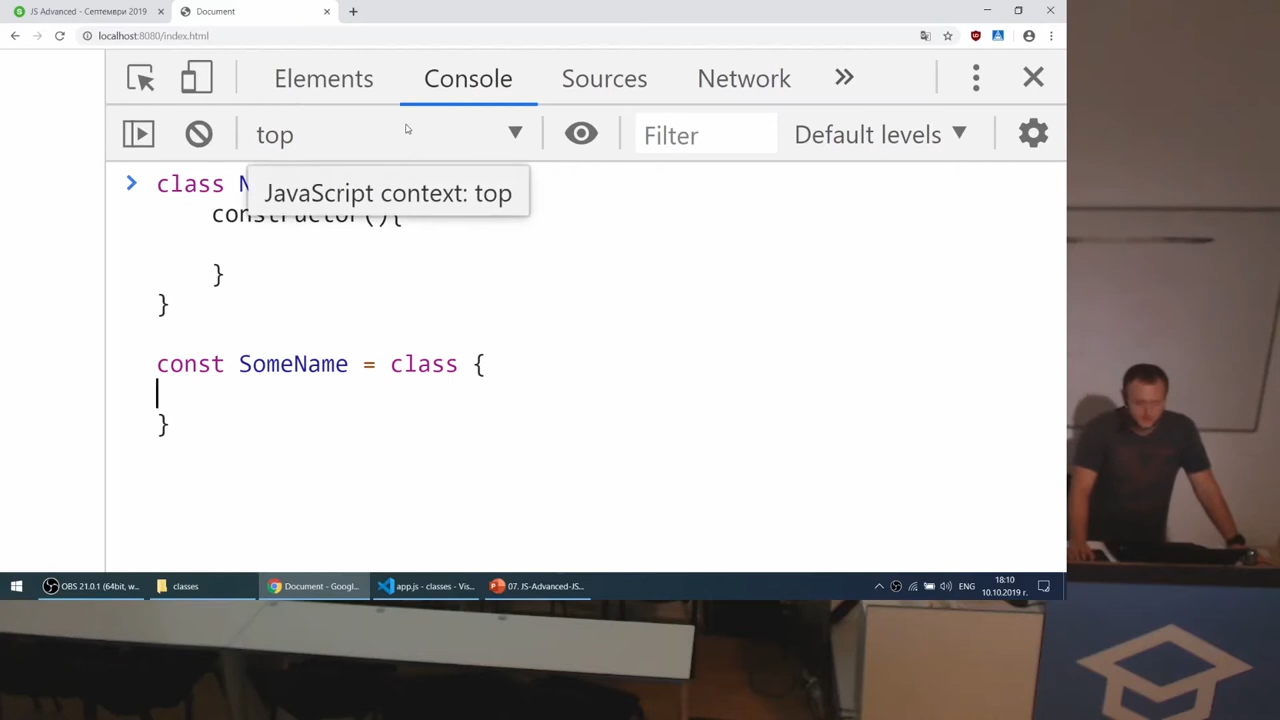 JS Advanced - Септември 2019
Document
localhost:8080/index.html
Elements Console Sources Network
top Filter Default levels
class N
JavaScript context: top
constructor(){
}
}
const SomeName = class {
}
OBS 21.0.1 (64bit, w...
classes
Document - Googl...
app.js - classes - Vis...
07. JS-Advanced-JS...
ENG
18:10
10.10.2019 г.